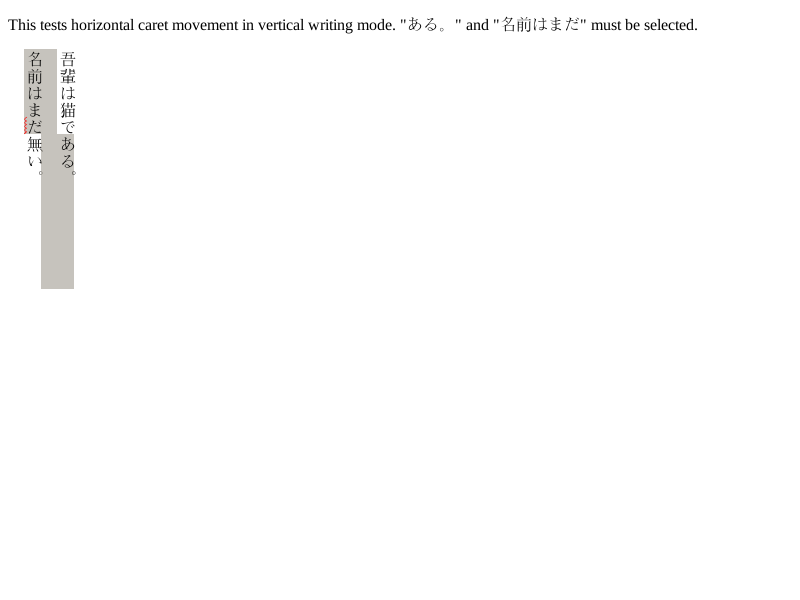 This tests horizontal caret movement in vertical writing mode. "ある。" and "名前はまだ" must be selected.
吾輩は猫である。
名前はまだ無い。